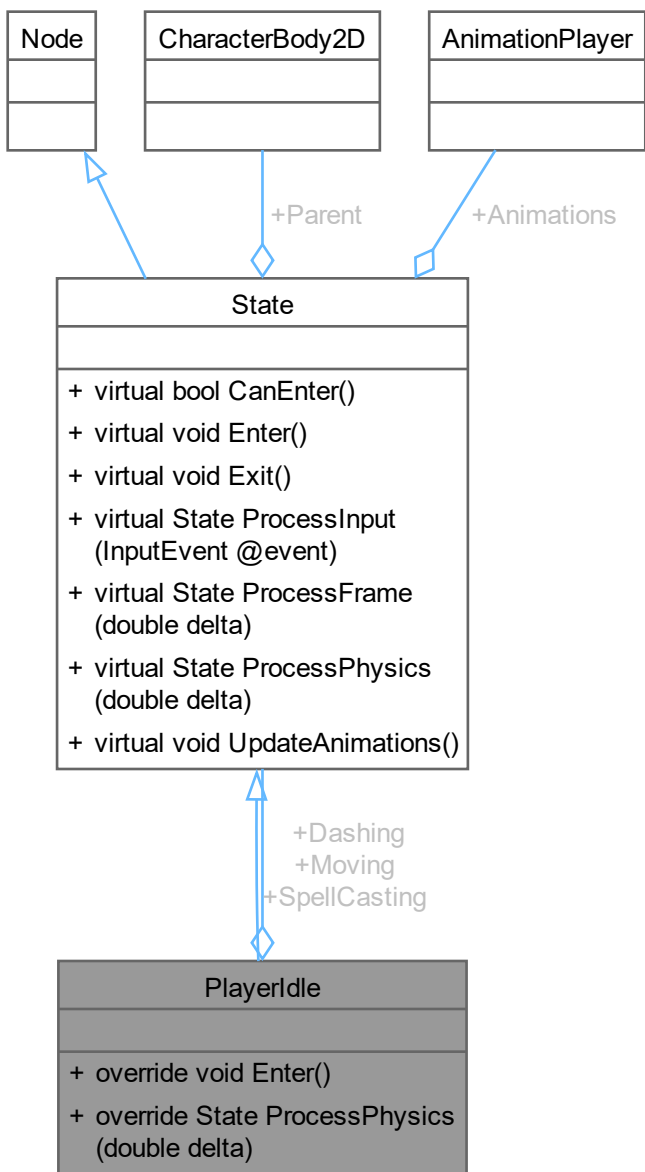 Node
CharacterBody2D
AnimationPlayer
+Parent
+Animations
State
+ virtual bool CanEnter()
+ virtual void Enter()
+ virtual void Exit()
+ virtual State ProcessInput
(InputEvent @event)
+ virtual State ProcessFrame
(double delta)
+ virtual State ProcessPhysics
(double delta)
+ virtual void UpdateAnimations()
+Dashing
+Moving
+SpellCasting
PlayerIdle
+ override void Enter()
+ override State ProcessPhysics
(double delta)